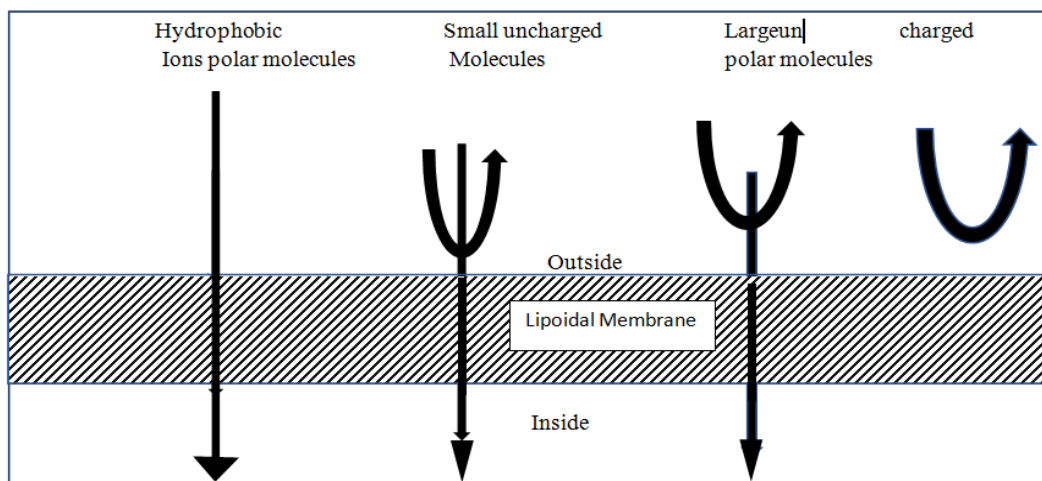 Hydrophobic Small uncharged Largeun charged
Ions polar molecules Molecules polar molecules
Outside
Lipoidal Membrane
Inside